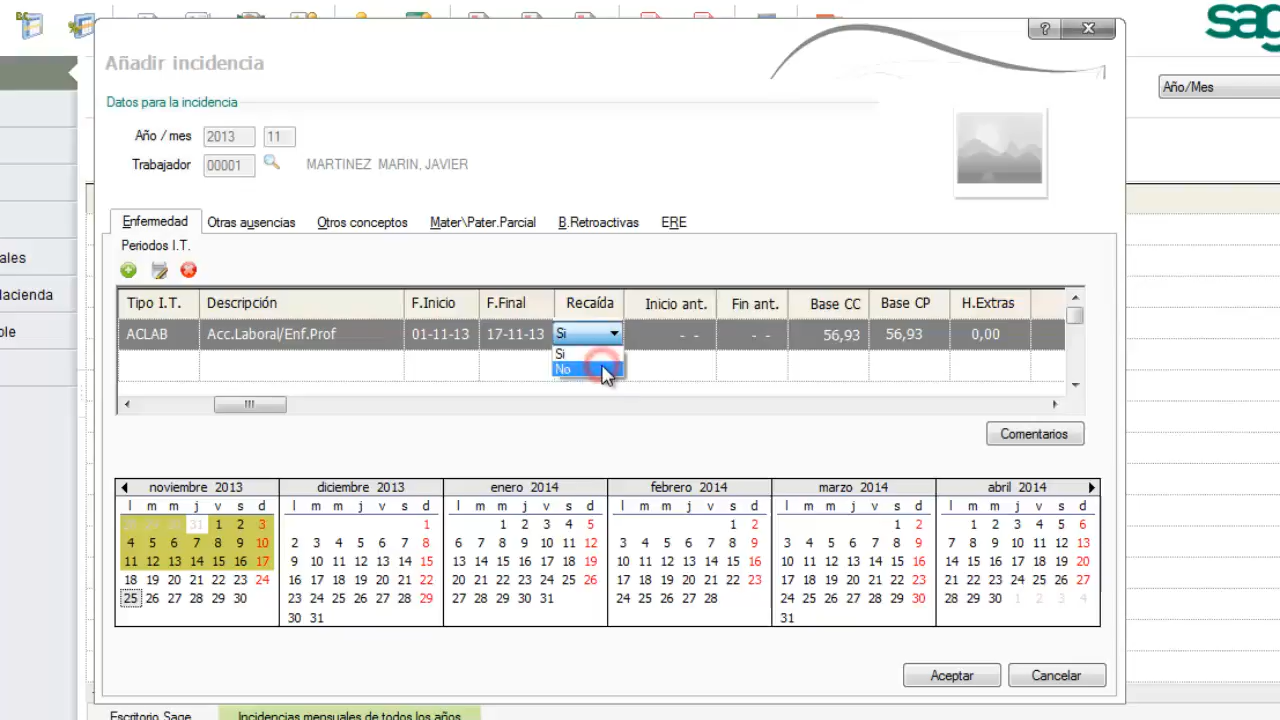 sag
Añadir incidencia
Datos para la incidencia
Año/Mes
Año / mes 2013 11
Trabajador 00001 MARTINEZ MARIN, JAVIER
Enfermedad Otras ausencias Otros conceptos Mater\Pater.Parcial B.Retroactivas ERE
Periodos I.T.
ales
Hacienda
ble
Tipo I.T. Descripción F.Inicio F.Final Recaída Inicio ant. Fin ant. Base CC Base CP H.Extras
ACLAB Acc.Laboral/Enf.Prof 01-11-13 17-11-13 Si - - - - 56,93 56,93 0,00
Si
No
Comentarios
noviembre 2013 diciembre 2013 enero 2014 febrero 2014 marzo 2014 abril 2014
l m m j v s d l m m j v s d l m m j v s d l m m j v s d l m m j v s d l m m j v s d
28 29 30 31 1 2 3 1 1 2 3 4 5 1 2 1 2 1 2 3 4 5 6
4 5 6 7 8 9 10 2 3 4 5 6 7 8 6 7 8 9 10 11 12 3 4 5 6 7 8 9 3 4 5 6 7 8 9 7 8 9 10 11 12 13
11 12 13 14 15 16 17 9 10 11 12 13 14 15 13 14 15 16 17 18 19 10 11 12 13 14 15 16 10 11 12 13 14 15 16 14 15 16 17 18 19 20
18 19 20 21 22 23 24 16 17 18 19 20 21 22 20 21 22 23 24 25 26 17 18 19 20 21 22 23 17 18 19 20 21 22 23 21 22 23 24 25 26 27
25 26 27 28 29 30 23 24 25 26 27 28 29 27 28 29 30 31 24 25 26 27 28 24 25 26 27 28 29 30 28 29 30 1 2 3 4
30 31 31
Aceptar Cancelar
Escritorio Sage Incidencias mensuales de todos los años